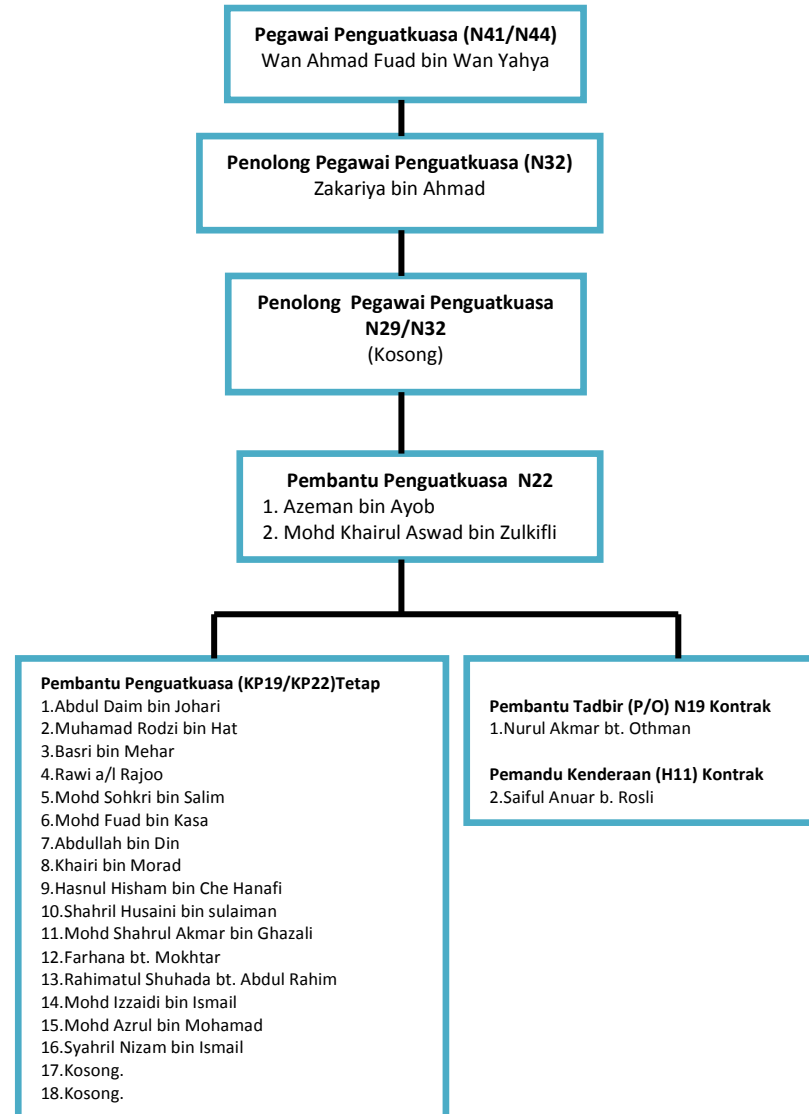 Pegawai Penguatkuasa (N41/N44)
Wan Ahmad Fuad bin Wan Yahya
Penolong Pegawai Penguatkuasa (N32)
Zakariya bin Ahmad
Penolong Pegawai Penguatkuasa
N29/N32
(Kosong)
Pembantu Penguatkuasa N22
1. Azeman bin Ayob
2. Mohd Khairul Aswad bin Zulkifli
Pembantu Penguatkuasa (KP19/KP22)Tetap
1.Abdul Daim bin Johari
2.Muhamad Rodzi bin Hat
3.Basri bin Mehar
4.Rawi a/l Rajoo
5.Mohd Sohkri bin Salim
6.Mohd Fuad bin Kasa
7.Abdullah bin Din
8.Khairi bin Morad
9.Hasnul Hisham bin Che Hanafi
10.Shahril Husaini bin sulaiman
11.Mohd Shahrul Akmar bin Ghazali
12.Farhana bt. Mokhtar
13.Rahimatul Shuhada bt. Abdul Rahim
14.Mohd Izzaidi bin Ismail
15.Mohd Azrul bin Mohamad
16.Syahril Nizam bin Ismail
17.Kosong.
18.Kosong.
Pembantu Tadbir (P/O) N19 Kontrak
1.Nurul Akmar bt. Othman
Pemandu Kenderaan (H11) Kontrak
2.Saiful Anuar b. Rosli